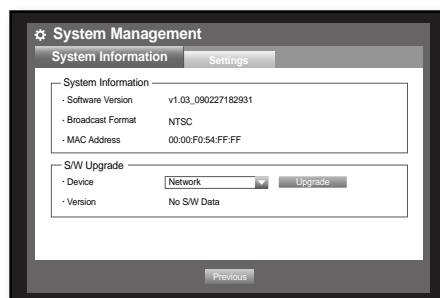 System Management
System Information Settings
System Information
· Software Version v1.03_090227182931
· Broadcast Format NTSC
· MAC Address 00:00:F0:54:FF:FF
S/W Upgrade
· Device Network Upgrade
· Version No S/W Data
Previous